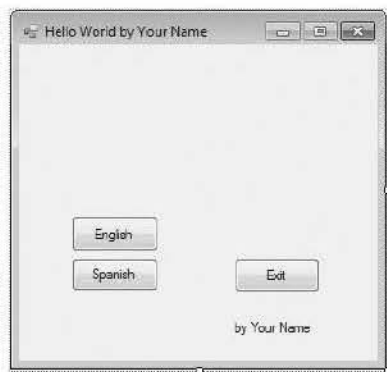 Hello World by Your Name
English
Spanish
Exit
by Your Name